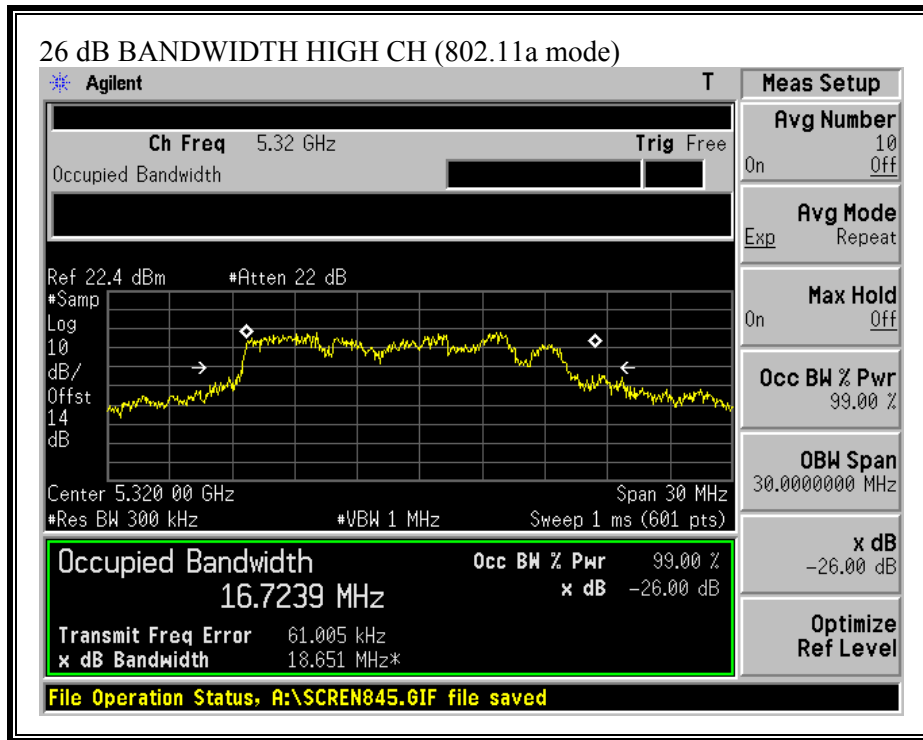 26 dB BANDWIDTH HIGH CH (802.11a mode)
Agilent T
Ch Freq 5.32 GHz Trig Free
Occupied Bandwidth
Ref 22.4 dBm #Atten 22 dB
#Samp
Log
10
dB/
Offst
14
dB
Center 5.320 00 GHz Span 30 MHz
#Res BW 300 kHz #VBW 1 MHz Sweep 1 ms (601 pts)
Occupied Bandwidth Occ BW % Pwr 99.00 %
16.7239 MHz x dB -26.00 dB
Transmit Freq Error 61.005 kHz
x dB Bandwidth 18.651 MHz*
File Operation Status, A:\SCREN845.GIF file saved
Meas Setup
Avg Number
10
On Off
Avg Mode
Exp Repeat
Max Hold
On Off
Occ BW % Pwr
99.00 %
OBW Span
30.0000000 MHz
x dB
-26.00 dB
Optimize
Ref Level